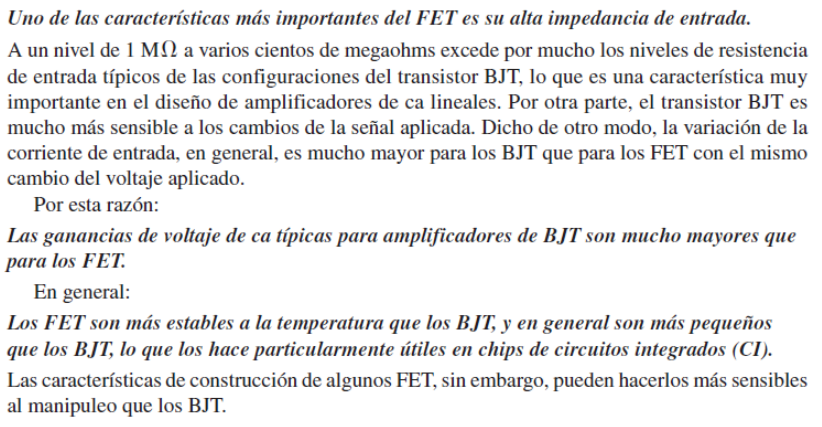 Uno de las características más importantes del FET es su alta impedancia de entrada.
A un nivel de 1 MΩ a varios cientos de megaohms excede por mucho los niveles de resistencia
de entrada típicos de las configuraciones del transistor BJT, lo que es una característica muy
importante en el diseño de amplificadores de ca lineales. Por otra parte, el transistor BJT es
mucho más sensible a los cambios de la señal aplicada. Dicho de otro modo, la variación de la
corriente de entrada, en general, es mucho mayor para los BJT que para los FET con el mismo
cambio del voltaje aplicado.
Por esta razón:
Las ganancias de voltaje de ca típicas para amplificadores de BJT son mucho mayores que
para los FET.
En general:
Los FET son más estables a la temperatura que los BJT, y en general son más pequeños
que los BJT, lo que los hace particularmente útiles en chips de circuitos integrados (CI).
Las características de construcción de algunos FET, sin embargo, pueden hacerlos más sensibles
al manipuleo que los BJT.